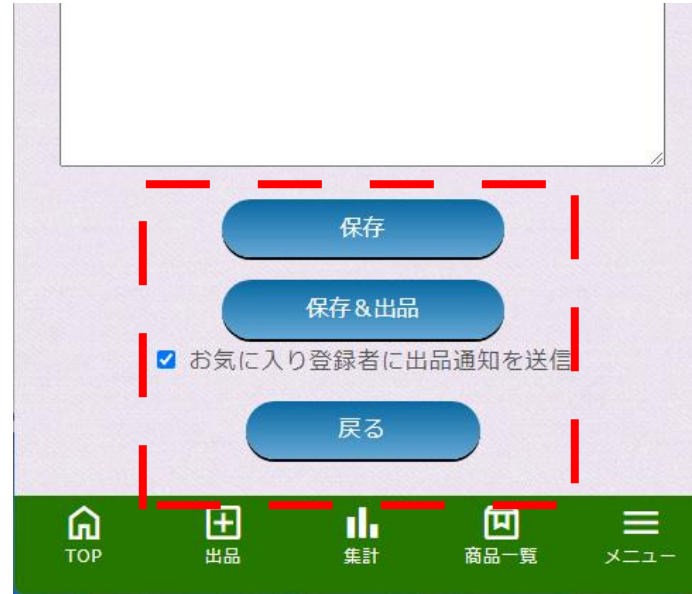 保存
保存＆出品
お気に入り登録者に出品通知を送信
戻る
TOP 出品 集計 商品一覧 メニュー